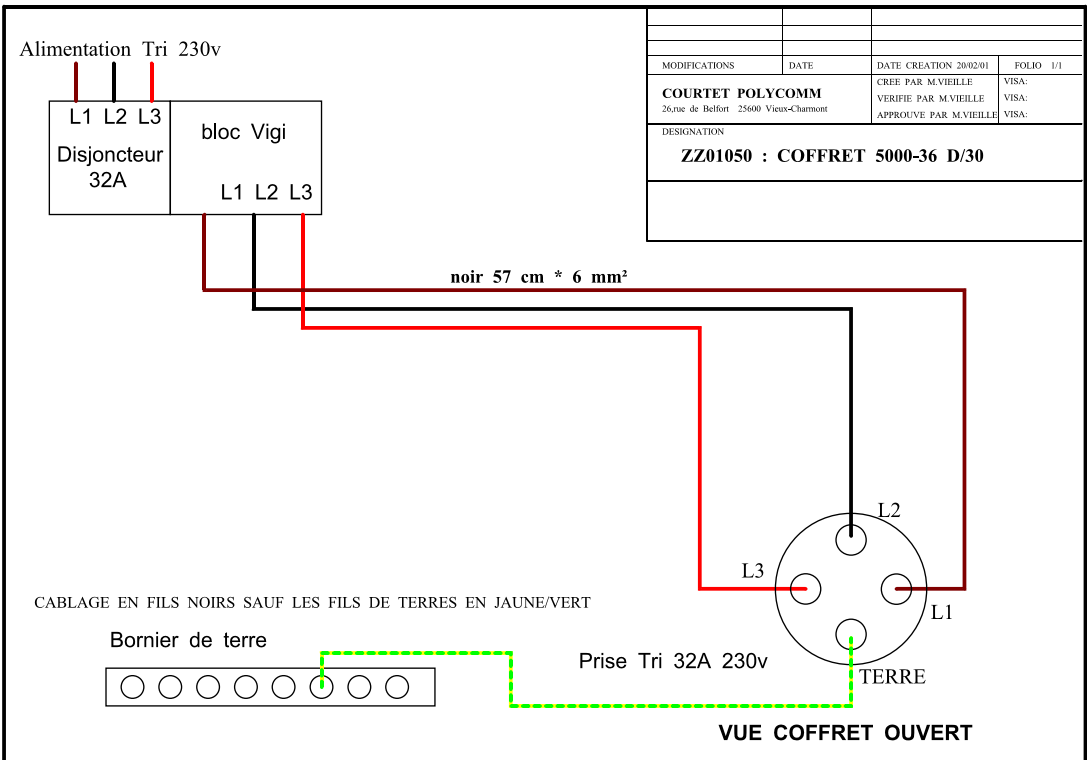 Alimentation Tri 230v
L1 L2 L3
Disjoncteur
32A
bloc Vigi
L1 L2 L3
MODIFICATIONS DATE DATE CREATION 20/02/01 FOLIO 1/1
COURTET POLYCOMM
26,rue de Belfort 25600 Vieux-Charmont
CREE PAR M.VIEILLE VISA:
VERIFIE PAR M.VIEILLE VISA:
APPROUVE PAR M.VIEILLE VISA:
DESIGNATION
ZZ01050 : COFFRET 5000-36 D/30
noir 57 cm * 6 mm²
L2
L3
L1
CABLAGE EN FILS NOIRS SAUF LES FILS DE TERRES EN JAUNE/VERT
Bornier de terre
Prise Tri 32A 230v
TERRE
VUE COFFRET OUVERT